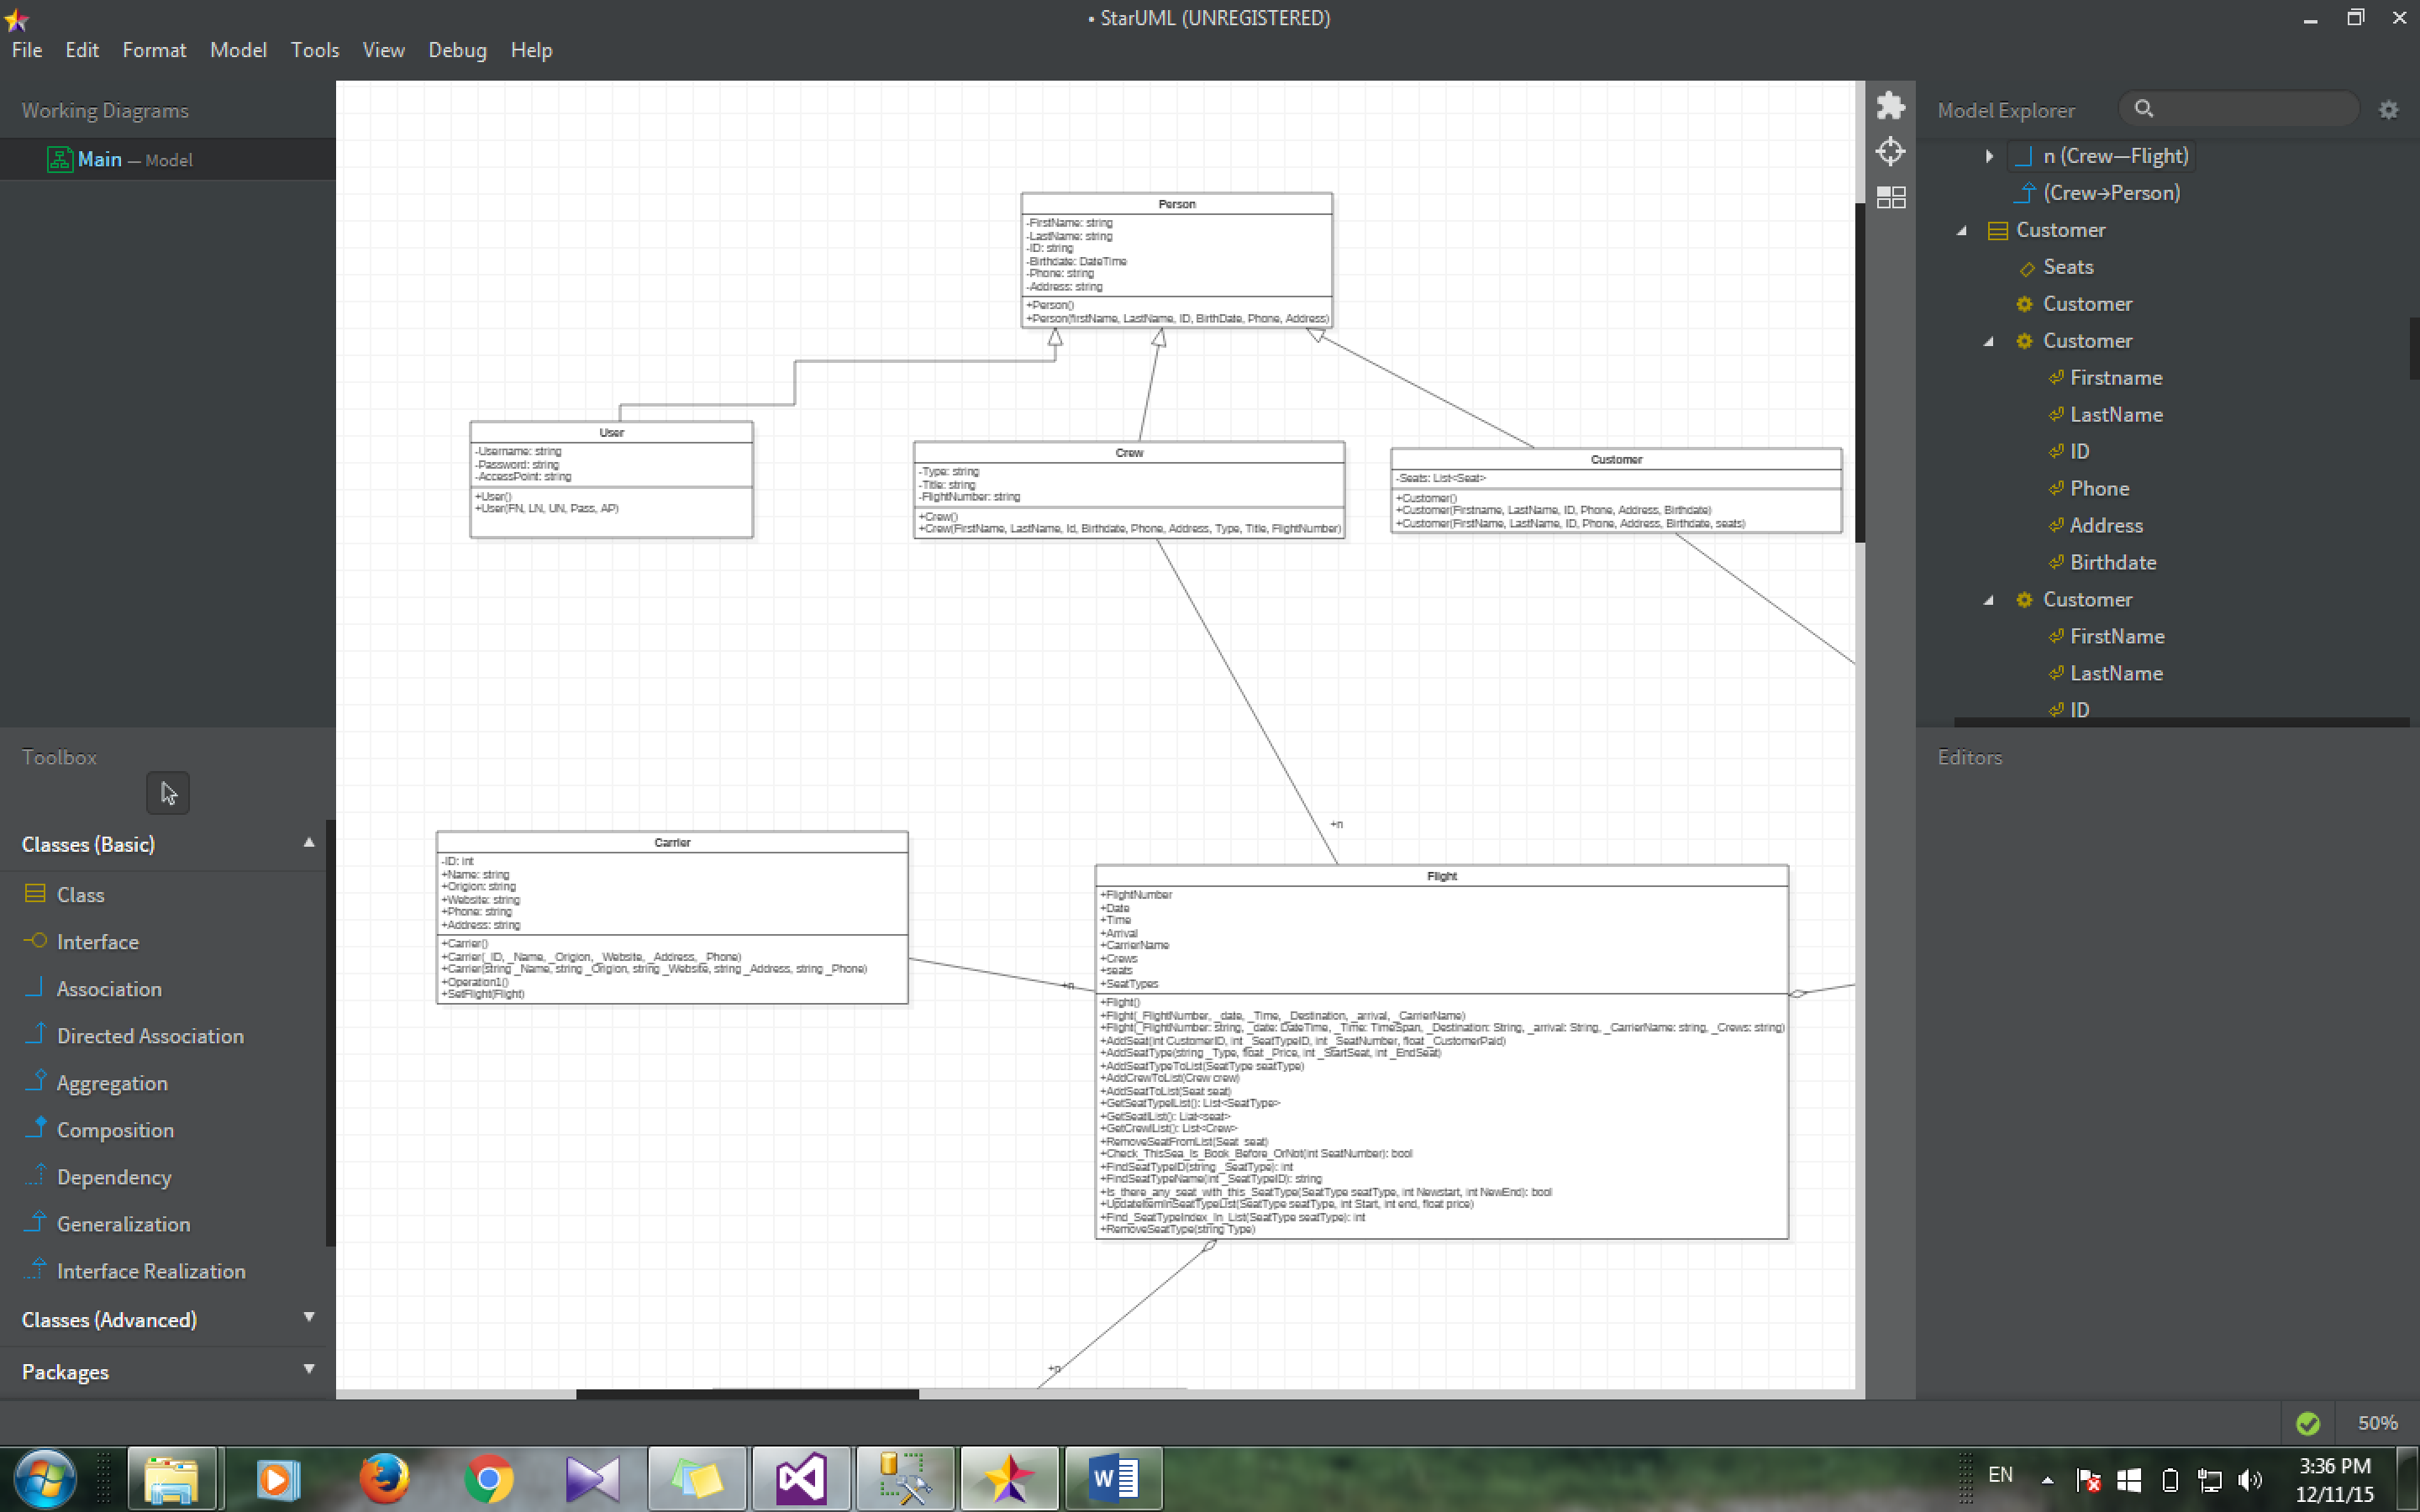 • StarUML (UNREGISTERED)
File Edit Format Model Tools View Debug Help
Working Diagrams
Main — Model
Toolbox
Classes (Basic)
Class
Interface
Association
Directed Association
Aggregation
Composition
Dependency
Generalization
Interface Realization
Classes (Advanced)
Packages
Person
-FirstName: string
-LastName: string
-ID: string
-Birthdate: DateTime
-Phone: string
-Address: string
+Person()
+Person(firstName, LastName, ID, BirthDate, Phone, Address)
User
-Username: string
-Password: string
-AccessPoint: string
+User()
+User(FN, LN, UN, Pass, AP)
Crew
-Type: string
-Title: string
-FlightNumber: string
+Crew()
+Crew(FirstName, LastName, Id, Birthdate, Phone, Address, Type, Title, FlightNumber)
Customer
-Seats: List<Seat>
+Customer()
+Customer(Firstname, LastName, ID, Phone, Address, Birthdate)
+Customer(FirstName, LastName, ID, Phone, Address, Birthdate, seats)
+n
Carrier
-ID: int
+Name: string
+Origion: string
+Website: string
+Phone: string
+Address: string
+Carrier()
+Carrier(_ID, _Name, _Origion, _Website, _Address, _Phone)
+Carrier(string _Name, string _Origion, string _Website, string _Address, string _Phone)
+Operation1()
+SetFlight(Flight)
+n
Flight
+FlightNumber
+Date
+Time
+Arrival
+CarrierName
+Crews
+seats
+SeatTypes
+Flight()
+Flight(_FlightNumber, _date, _Time, _Destination, _arrival, _CarrierName)
+Flight(_FlightNumber: string, _date: DateTime, _Time: TimeSpan, _Destination: String, _arrival: String, _CarrierName: string, _Crews: string)
+AddSeat(int CustomerID, int _SeatTypeID, int _SeatNumber, float _CustomerPaid)
+AddSeatType(string _Type, float _Price, int _StartSeat, int _EndSeat)
+AddSeatTypeToList(SeatType seatType)
+AddCrewToList(Crew crew)
+AddSeatToList(Seat seat)
+GetSeatTypelList(): List<SeatType>
+GetSeatlList(): Liat<seat>
+GetCrewlList(): List<Crew>
+RemoveSeatFromList(Seat seat)
+Check_ThisSea_Is_Book_Before_OrNot(int SeatNumber): bool
+FindSeatTypeID(string _SeatType): int
+FindSeatTypeName(int _SeatTypeID): string
+Is_there_any_seat_with_this_SeatType(SeatType seatType, int Newstart, int NewEnd): bool
+UpdateItemInSeatTypeList(SeatType seatType, int Start, int end, float price)
+Find_SeatTypeIndex_In_List(SeatType seatType): int
+RemoveSeatType(string Type)
+n
Model Explorer
n (Crew—Flight)
(Crew→Person)
Customer
Seats
Customer
Customer
Firstname
LastName
ID
Phone
Address
Birthdate
Customer
FirstName
LastName
ID
Editors
50%
EN
3:36 PM
12/11/15